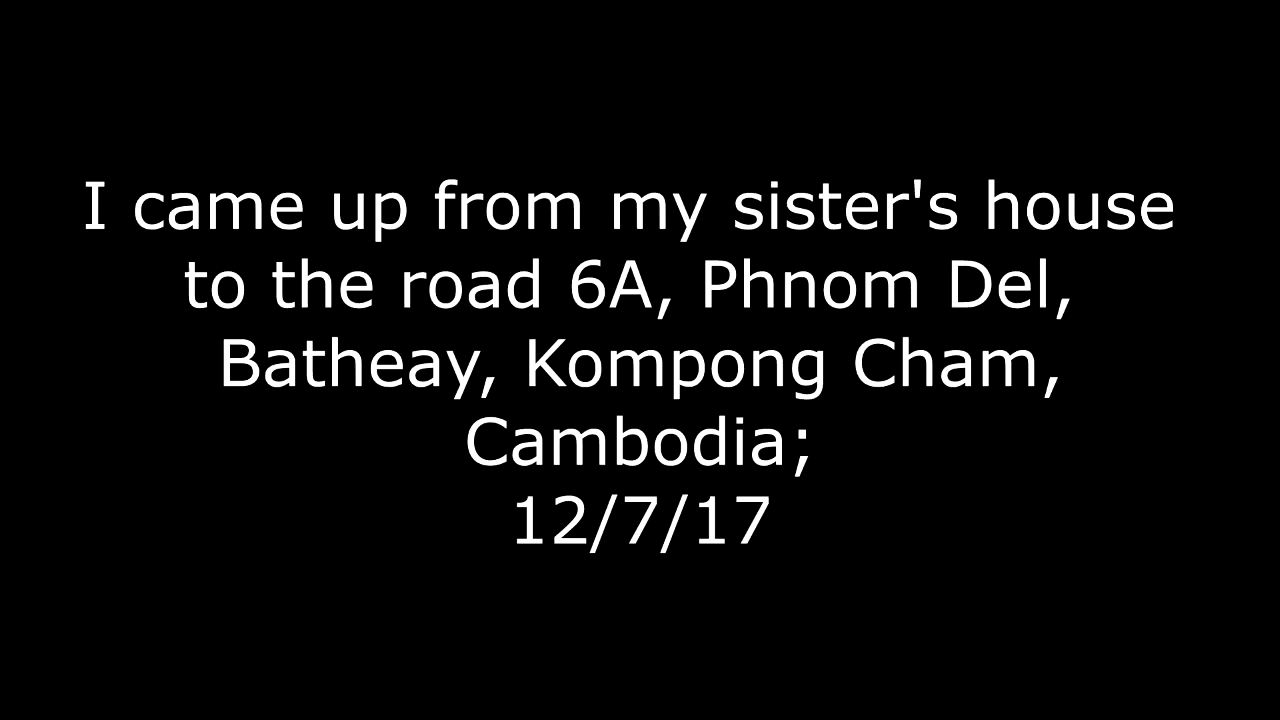 I came up from my sister's house
to the road 6A, Phnom Del,
Batheay, Kompong Cham,
Cambodia;
12/7/17